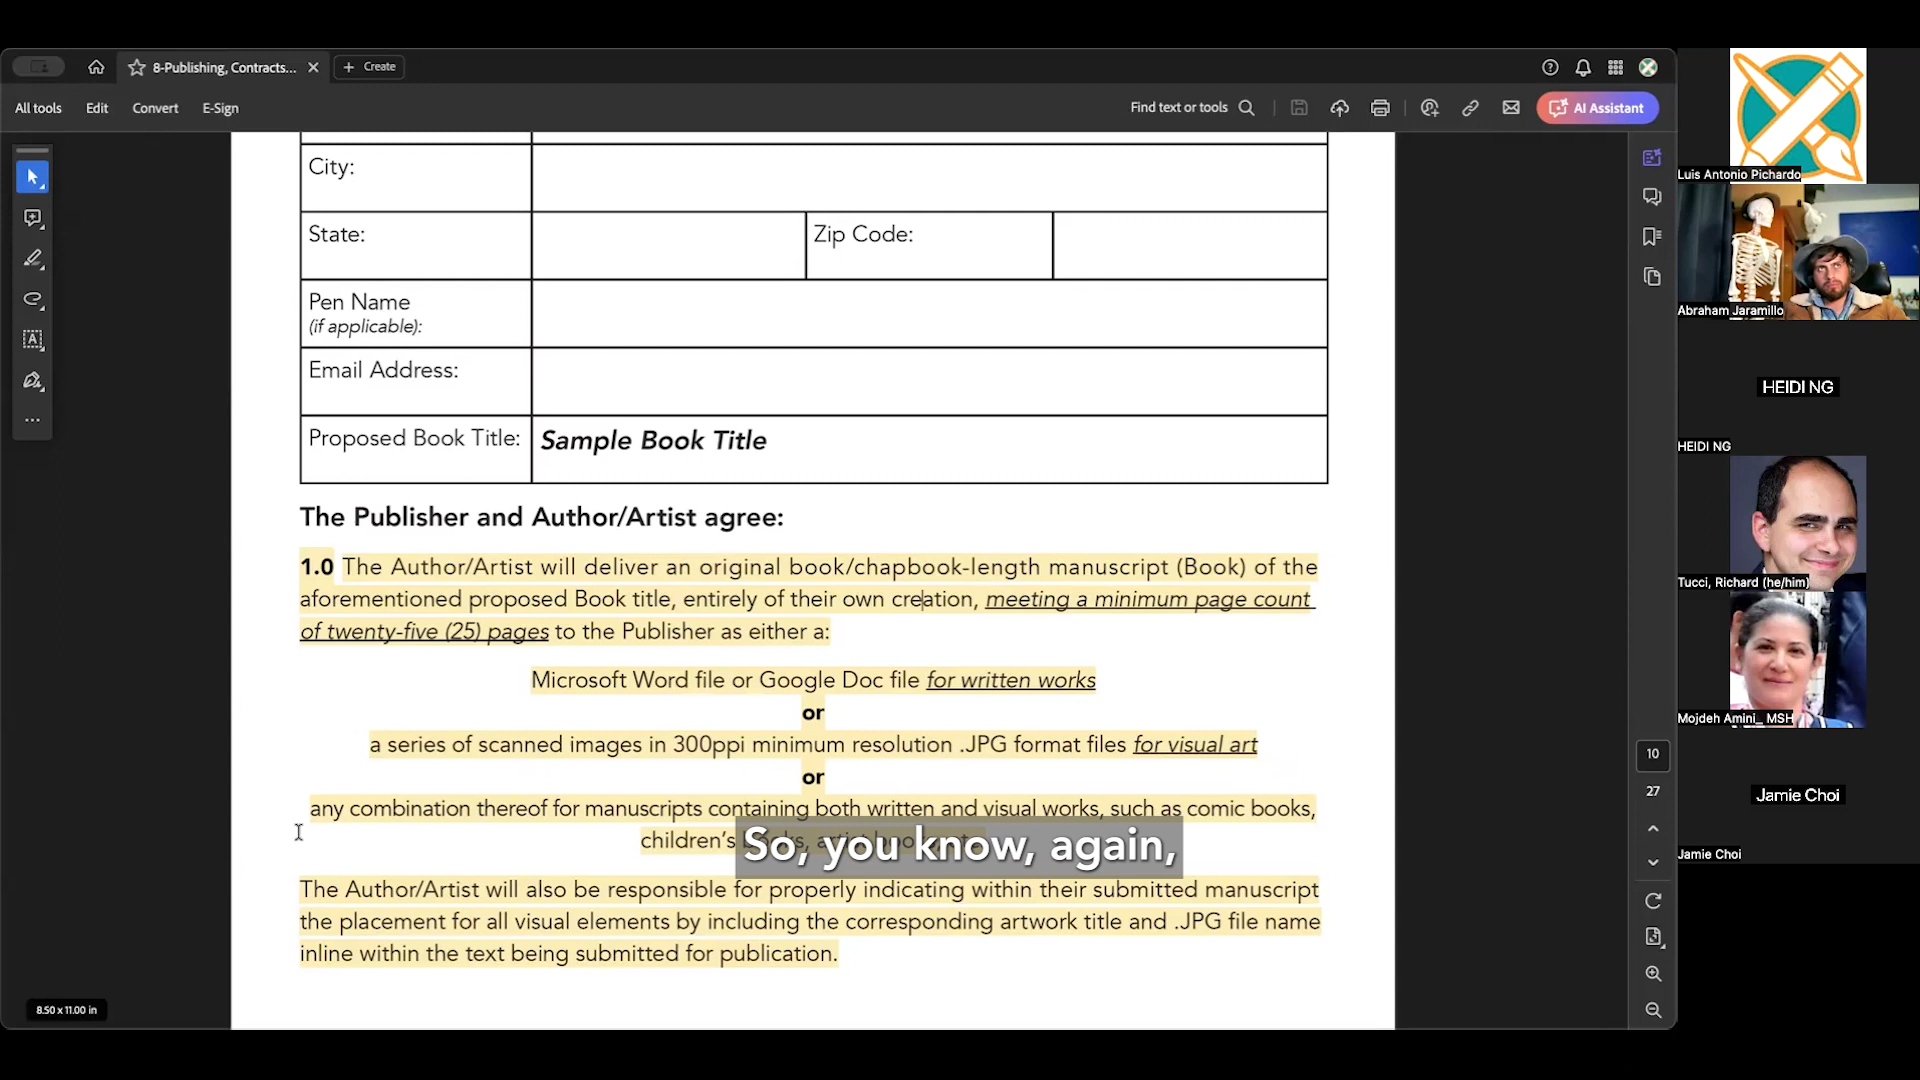 8-Publishing, Contracts...
Create
All tools
Edit
Convert
E-Sign
Find text or tools
AI Assistant
City:
State:
Zip Code:
Pen Name
(if applicable):
Email Address:
Proposed Book Title:
Sample Book Title
The Publisher and Author/Artist agree:
1.0 The Author/Artist will deliver an original book/chapbook-length manuscript (Book) of the
aforementioned proposed Book title, entirely of their own creation, meeting a minimum page count
of twenty-five (25) pages to the Publisher as either a:
Microsoft Word file or Google Doc file for written works
or
a series of scanned images in 300ppi minimum resolution .JPG format files for visual art
or
any combination thereof for manuscripts containing both written and visual works, such as comic books,
children's
So, you know, again,
The Author/Artist will also be responsible for properly indicating within their submitted manuscript
the placement for all visual elements by including the corresponding artwork title and .JPG file name
inline within the text being submitted for publication.
8.50 x 11.00 in
10
27
Luis Antonio Pichardo
Abraham Jaramillo
HEIDI NG
HEIDI NG
Tucci, Richard (he/him)
Mojdeh Amini_ MSH
Jamie Choi
Jamie Choi